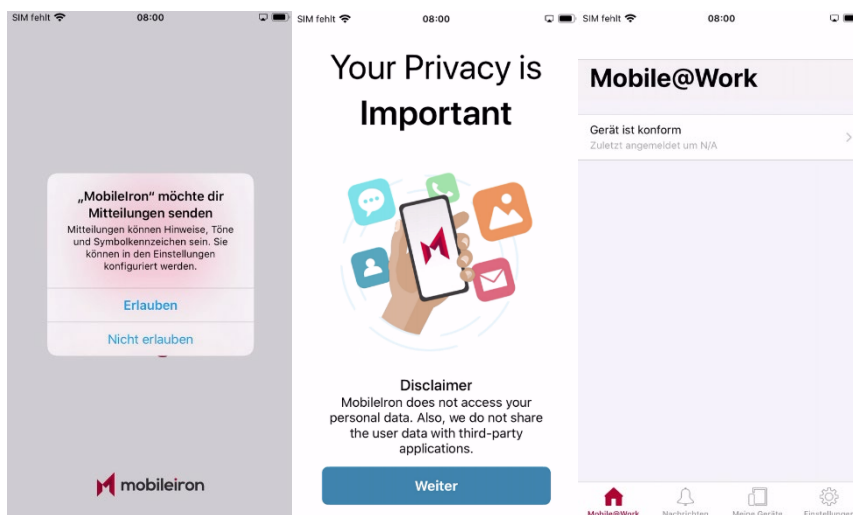 SIM fehlt
08:00
„MobileIron“ möchte dir
Mitteilungen senden
Mitteilungen können Hinweise, Töne
und Symbolkennzeichen sein. Sie
können in den Einstellungen
konfiguriert werden.
Erlauben
Nicht erlauben
mobileiron
SIM fehlt
08:00
Your Privacy is
Important
Disclaimer
MobileIron does not access your
personal data. Also, we do not share
the user data with third-party
applications.
Weiter
SIM fehlt
08:00
Mobile@Work
Gerät ist konform
Zuletzt angemeldet um N/A
Mobile@Work
Nachrichten
Meine Geräte
Einstellungen